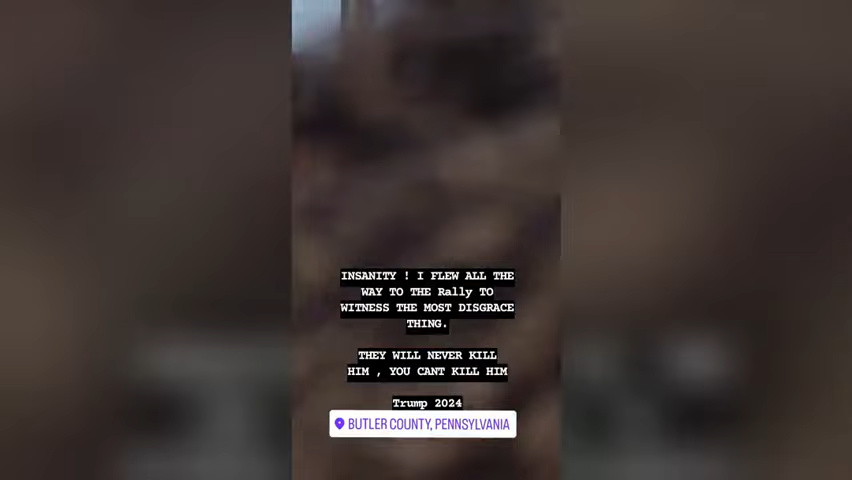 INSANITY ! I FLEW ALL THE
WAY TO THE Rally TO
WITNESS THE MOST DISGRACE
THING.
THEY WILL NEVER KILL
HIM , YOU CANT KILL HIM
Trump 2024
BUTLER COUNTY, PENNSYLVANIA